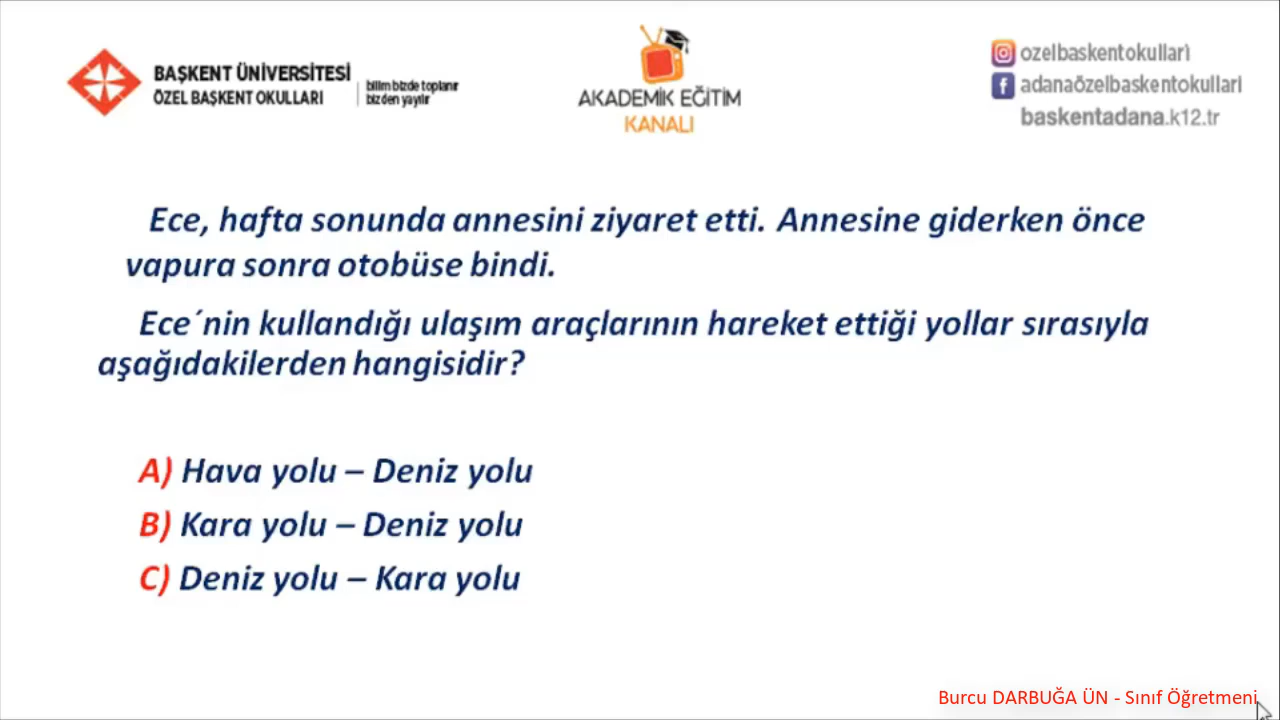 BAŞKENT ÜNİVERSİTESİ
ÖZEL BAŞKENT OKULLARI
bilim bizde toplanır
bizden yayılır
AKADEMİK EĞİTİM
KANALI
ozelbaskentokullari
adanaözelbaskentokullari
baskentadana.k12.tr
Ece, hafta sonunda annesini ziyaret etti. Annesine giderken önce
vapura sonra otobüse bindi.
Ece´nin kullandığı ulaşım araçlarının hareket ettiği yollar sırasıyla
aşağıdakilerden hangisidir?
A) Hava yolu – Deniz yolu
B) Kara yolu – Deniz yolu
C) Deniz yolu – Kara yolu
Burcu DARBUĞA ÜN - Sınıf Öğretmeni